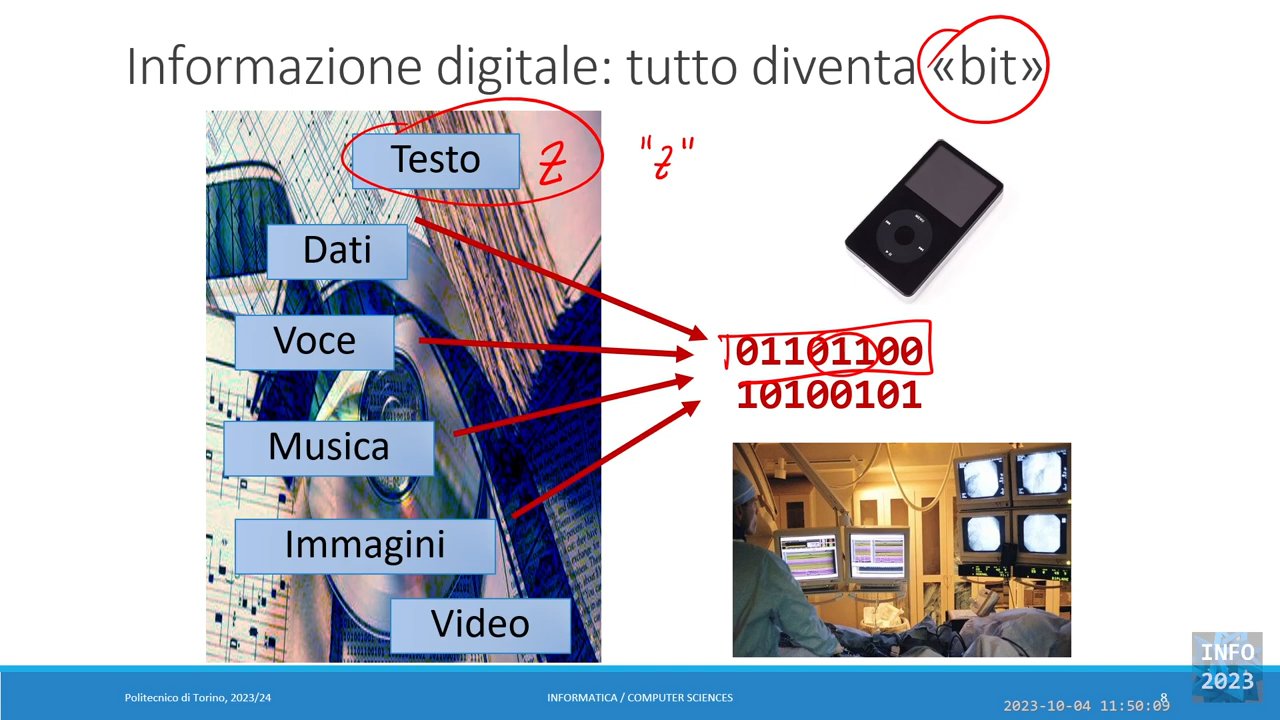 Informazione digitale: tutto diventa «bit»
Testo Z "Z"
Dati
Voce
Musica
Immagini
Video
01101100
10100101
Politecnico di Torino, 2023/24
INFORMATICA / COMPUTER SCIENCES
8
INFO
2023
2023-10-04 11:50:09